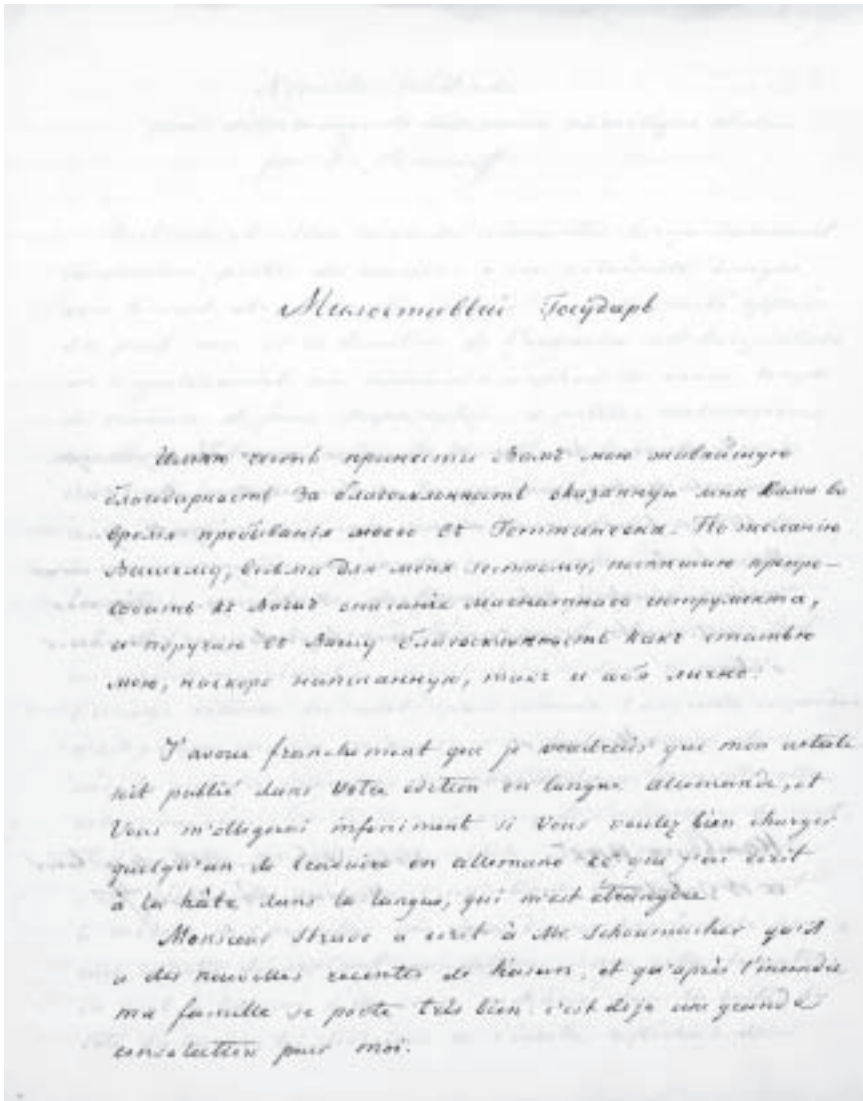 Милостивый Государь
Имѣю честь принести Вамъ мою живѣйшую
благодарность за благосклонность оказанную мнѣ Вами во
время пребыванія моего въ Геттингенѣ. По желанію
Вашему, весьма для меня лестному, поспѣшаю препро-
водить къ Вамъ описаніе магнитнаго инструмента,
и поручаю въ Вашу благосклонность какъ статью
мою, наскоро написанную, такъ и себя лично.
J'avoue franchement que je voudrais que mon article
soit publié dans Votre édition en langue allemande, et
Vous m'obligerai infiniment si Vous voulez bien charger
quelqu'un de traduire en allemand ce que j'ai écrit
à la hâte dans la langue, qui m'est étrangère.
Monsieur Struve a écrit à Mr. Schoumacher qu'il
a des nouvelles récentes de Kasan, et qu'après l'incendie
ma famille se porte très bien. c'est déjà une grande
consolation pour moi.